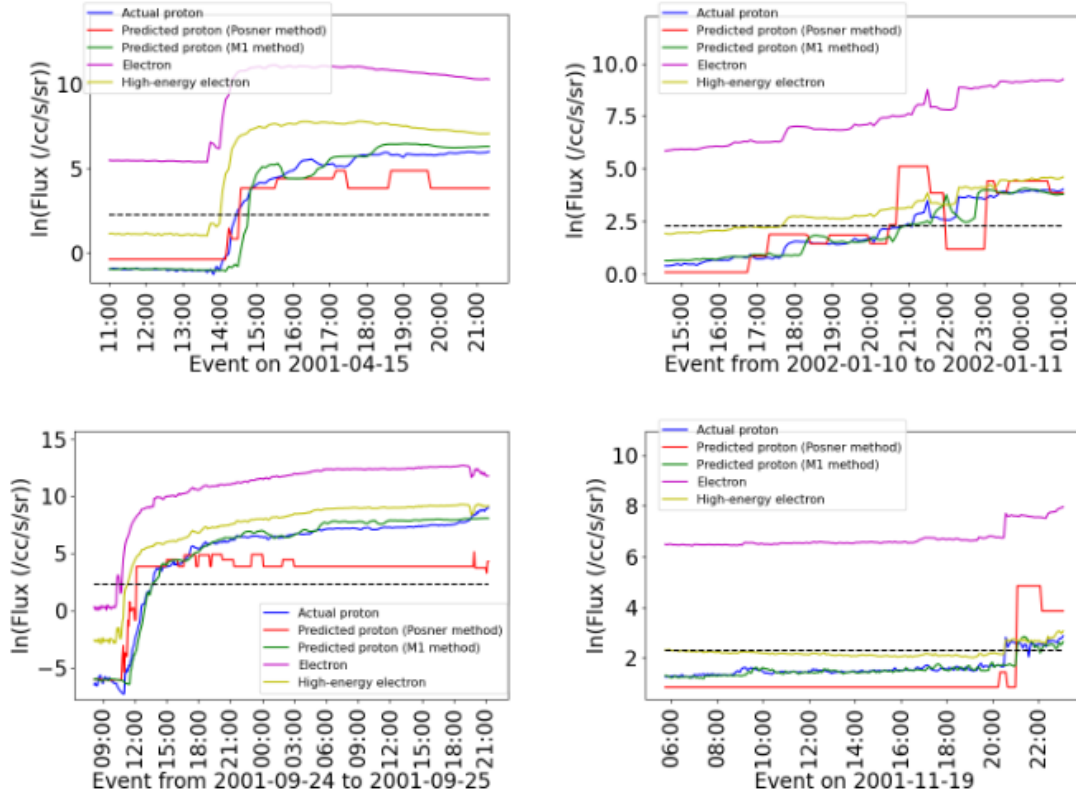 Actual proton
Predicted proton (Posner method)
Predicted proton (M1 method)
Electron
High-energy electron
ln(Flux (/cc/s/sr)
10
5
0
11:00
12:00
13:00
14:00
15:00
16:00
17:00
18:00
19:00
20:00
21:00
Event on 2001-04-15
Actual proton
Predicted proton (Posner method)
Predicted proton (M1 method)
Electron
High-energy electron
ln(Flux (/cc/s/sr)
10.0
7.5
5.0
2.5
0.0
15:00
16:00
17:00
18:00
19:00
20:00
21:00
22:00
23:00
00:00
01:00
Event from 2002-01-10 to 2002-01-11
ln(Flux (/cc/s/sr)
15
10
5
0
−5
Actual proton
Predicted proton (Posner method)
Predicted proton (M1 method)
Electron
High-energy electron
09:00
12:00
15:00
18:00
21:00
00:00
03:00
06:00
09:00
12:00
15:00
18:00
21:00
Event from 2001-09-24 to 2001-09-25
Actual proton
Predicted proton (Posner method)
Predicted proton (M1 method)
Electron
High-energy electron
ln(Flux (/cc/s/sr)
10
8
6
4
2
06:00
08:00
10:00
12:00
14:00
16:00
18:00
20:00
22:00
Event on 2001-11-19